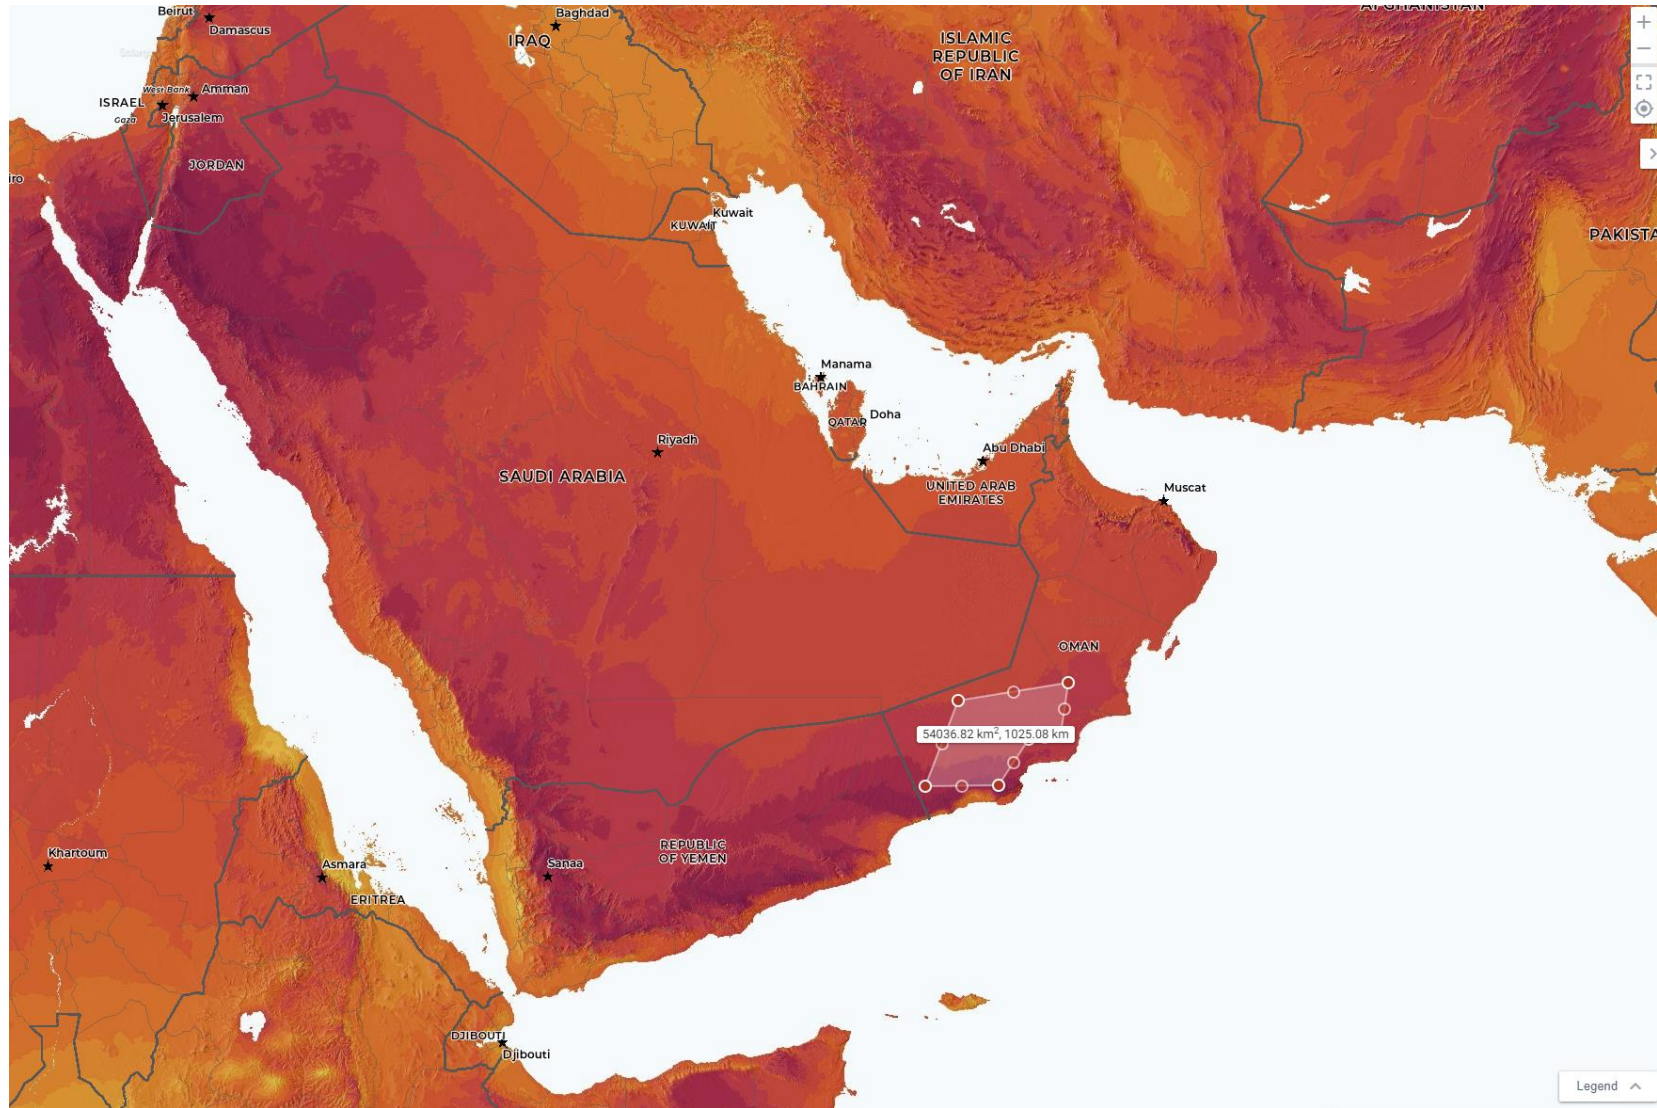 Beirut
Damascus
Baghdad
IRAQ
ISLAMIC
REPUBLIC
OF IRAN
AFGHANISTAN
West Bank
Amman
ISRAEL
Gaza
Jerusalem
JORDAN
iro
Kuwait
KUWAIT
PAKISTA
Manama
BAHRAIN
QATAR
Doha
Riyadh
SAUDI ARABIA
Abu Dhabi
UNITED ARAB
EMIRATES
Muscat
OMAN
54036.82 km², 1025.08 km
REPUBLIC
OF YEMEN
Sanaa
Khartoum
Asmara
ERITREA
DJIBOUTI
Djibouti
Legend